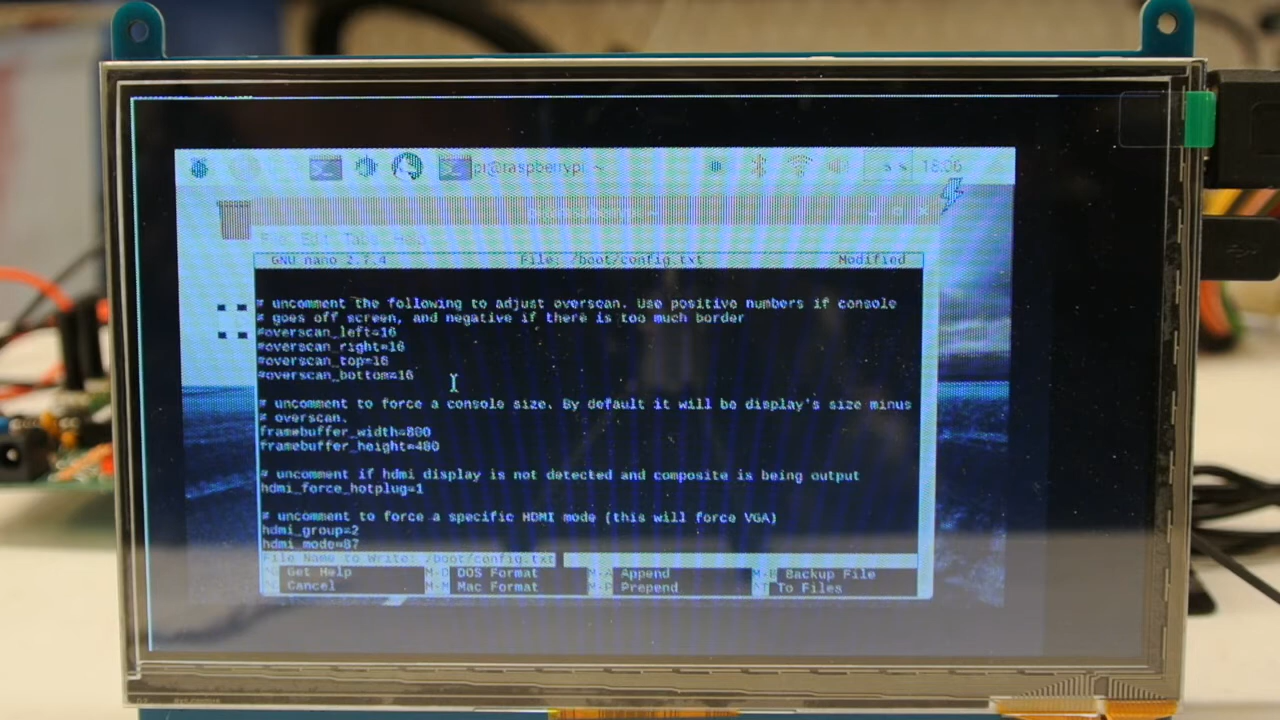 pi@raspberrypi: ~
18:06
File Edit Tabs Help
GNU nano 2.7.4 File: /boot/config.txt Modified
# uncomment the following to adjust overscan. Use positive numbers if console
# goes off screen, and negative if there is too much border
#overscan_left=16
#overscan_right=16
#overscan_top=16
#overscan_bottom=16
# uncomment to force a console size. By default it will be display's size minus
# overscan.
framebuffer_width=800
framebuffer_height=480
# uncomment if hdmi display is not detected and composite is being output
hdmi_force_hotplug=1
# uncomment to force a specific HDMI mode (this will force VGA)
hdmi_group=2
hdmi_mode=87
File Name to Write: /boot/config.txt
Get Help M-D DOS Format M-A Append M-B Backup File
Cancel M-M Mac Format M-P Prepend ^T To Files